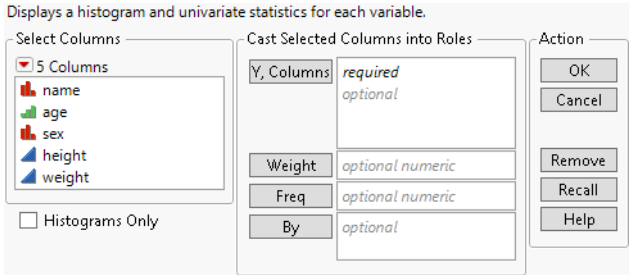 Displays a histogram and univariate statistics for each variable.
Select Columns
5 Columns
name
age
sex
height
weight
Histograms Only
Cast Selected Columns into Roles
Y, Columns
required
optional
Weight
optional numeric
Freq
optional numeric
By
optional
Action
OK
Cancel
Remove
Recall
Help